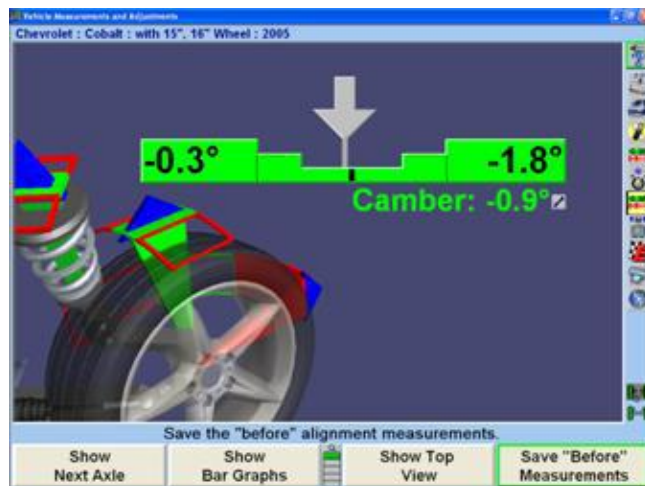 Vehicle Measurements and Adjustments
Chevrolet : Cobalt : with 15", 16" Wheel : 2005
-0.3°
-1.8°
Camber: -0.9°
Save the "before" alignment measurements.
Show
Next Axle
Show
Bar Graphs
Show Top
View
Save "Before"
Measurements